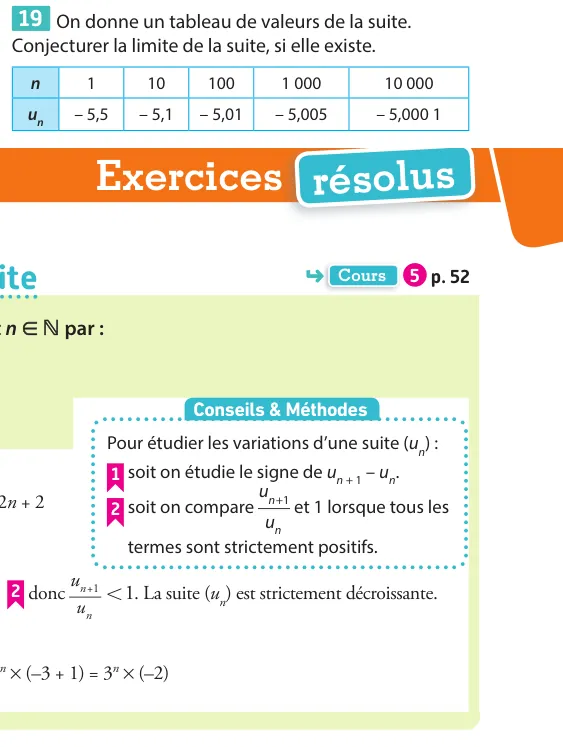 19 On donne un tableau de valeurs de la suite.
Conjecturer la limite de la suite, si elle existe.
n 1 10 100 1 000 10 000
uₙ – 5,5 – 5,1 – 5,01 – 5,005 – 5,000 1
Exercices résolus
ite
Cours 5 p. 52
n ∈ ℕ par :
Conseils & Méthodes
Pour étudier les variations d’une suite (uₙ) :
1 soit on étudie le signe de uₙ₊₁ – uₙ.
2 soit on compare uₙ₊₁/uₙ et 1 lorsque tous les
termes sont strictement positifs.
2n + 2
2 donc uₙ₊₁/uₙ < 1. La suite (uₙ) est strictement décroissante.
ⁿ × (–3 + 1) = 3ⁿ × (–2)